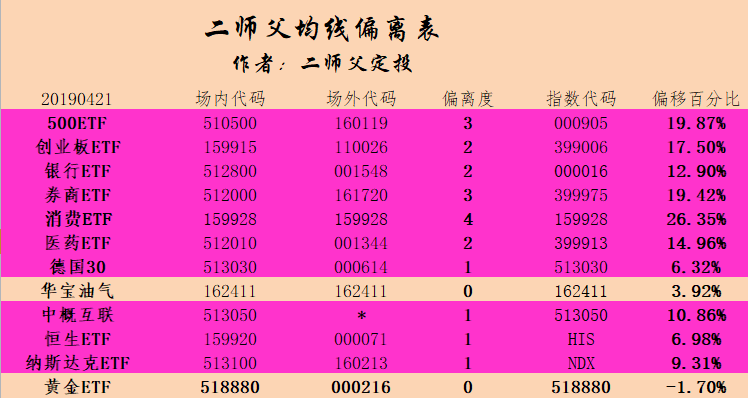 二师父均线偏离表
作者：二师父定投
20190421 场内代码 场外代码 偏离度 指数代码 偏移百分比
500ETF 510500 160119 3 000905 19.87%
创业板ETF 159915 110026 2 399006 17.50%
银行ETF 512800 001548 2 000016 12.90%
券商ETF 512000 161720 3 399975 19.42%
消费ETF 159928 159928 4 159928 26.35%
医药ETF 512010 001344 2 399913 14.96%
德国30 513030 000614 1 513030 6.32%
华宝油气 162411 162411 0 162411 3.92%
中概互联 513050 * 1 513050 10.86%
恒生ETF 159920 000071 1 HIS 6.98%
纳斯达克ETF 513100 160213 1 NDX 9.31%
黄金ETF 518880 000216 0 518880 -1.70%